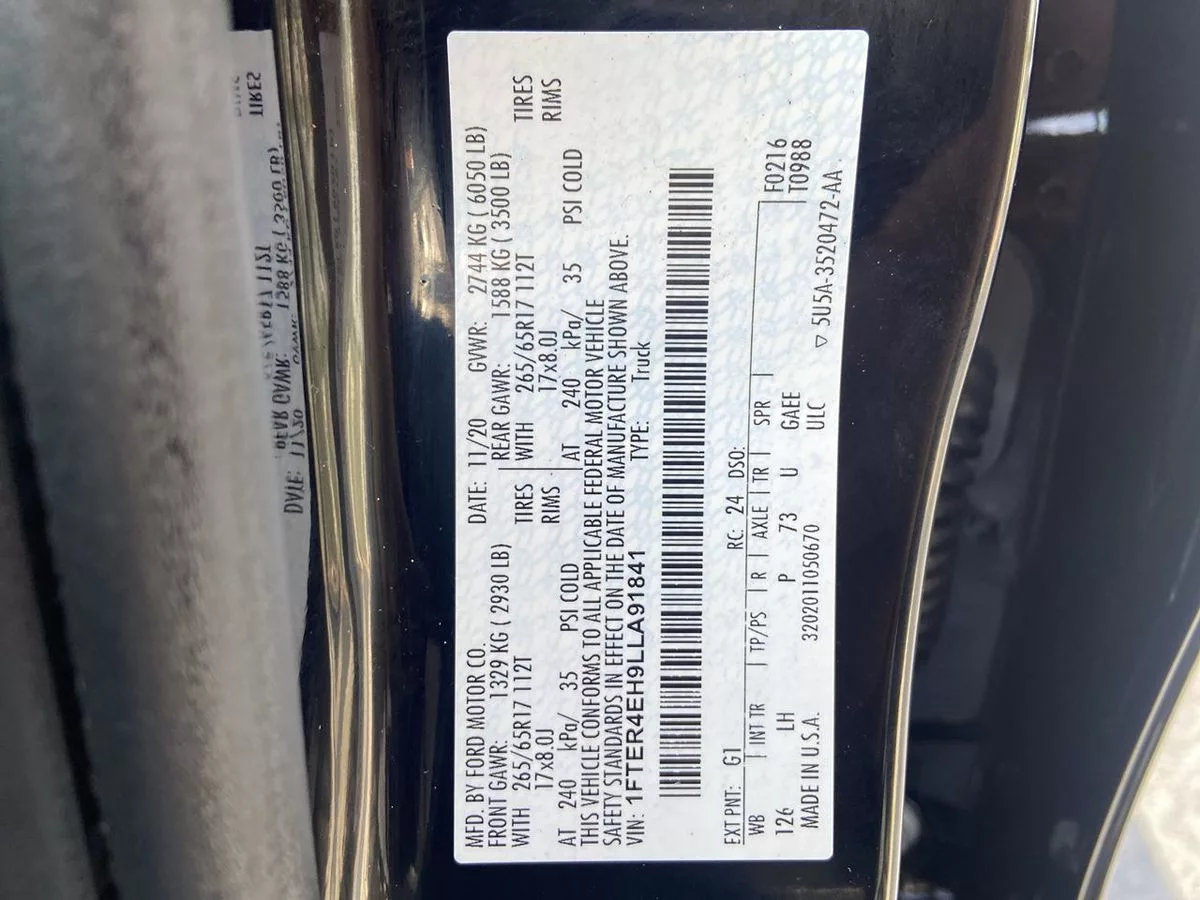 MFD. BY FORD MOTOR CO.
DATE: 11/20
GVWR: 2744 KG ( 6050 LB)
FRONT GAWR: 1329 KG ( 2930 LB)
REAR GAWR: 1588 KG ( 3500 LB)
WITH 265/65R17 112T TIRES
WITH 265/65R17 112T TIRES
17x8.0J RIMS
17x8.0J RIMS
AT 240 kPa/ 35 PSI COLD
AT 240 kPa/ 35 PSI COLD
THIS VEHICLE CONFORMS TO ALL APPLICABLE FEDERAL MOTOR VEHICLE
SAFETY STANDARDS IN EFFECT ON THE DATE OF MANUFACTURE SHOWN ABOVE.
VIN: 1FTER4EH9LLA91841
TYPE: Truck
EXT PNT: G1 RC: 24 DSO:
WB INT TR TP/PS R AXLE TR SPR
F0216
T0988
126 LH P 73 U GAEE
MADE IN U.S.A. 3202011050670 ULC
▽ 5U5A-3520472-AA